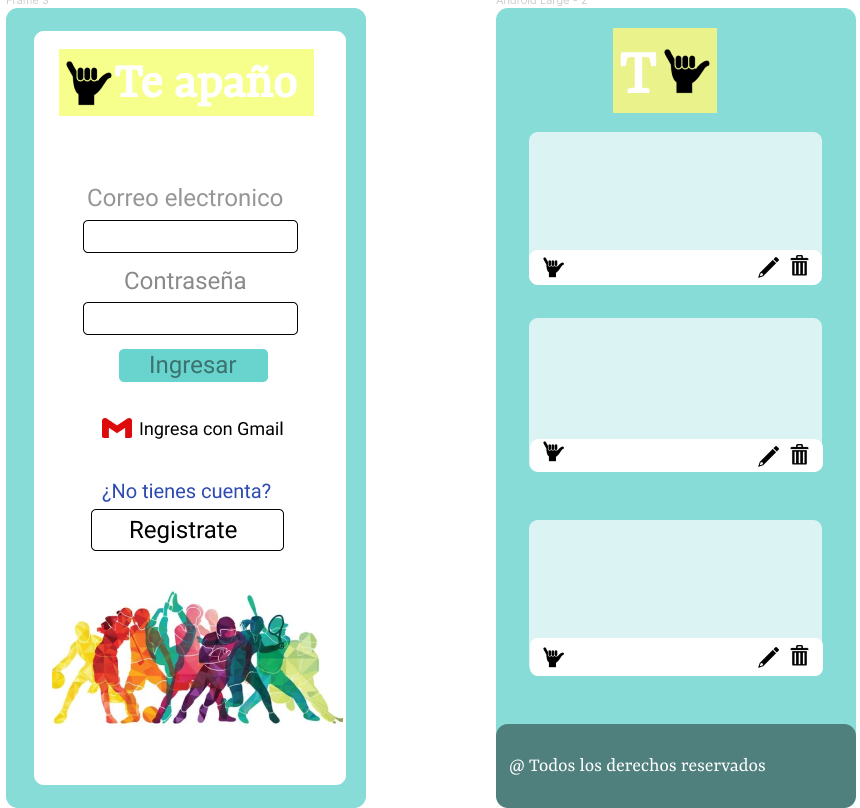 Frame 3
Te apaño
Correo electronico
Contraseña
Ingresar
Ingresa con Gmail
¿No tienes cuenta?
Registrate
Android Large - 2
T
@ Todos los derechos reservados